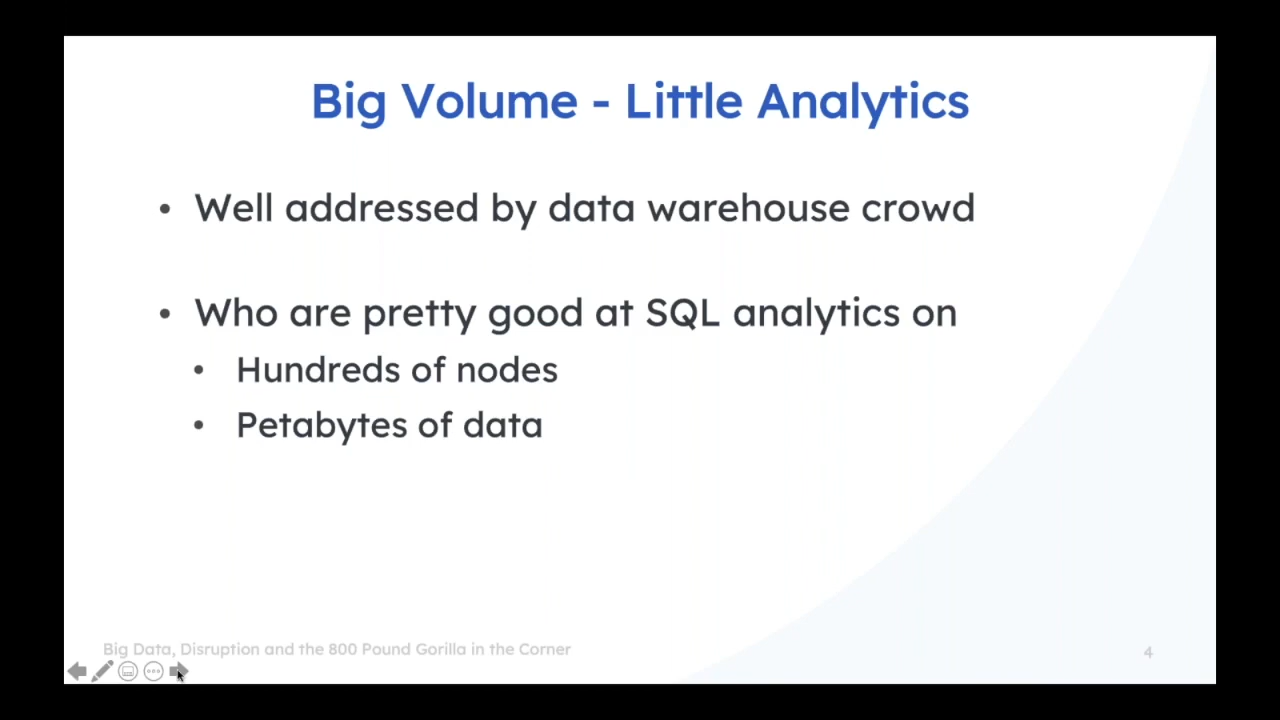 Big Volume - Little Analytics
• Well addressed by data warehouse crowd
• Who are pretty good at SQL analytics on
• Hundreds of nodes
• Petabytes of data
Big Data, Disruption and the 800 Pound Gorilla in the Corner
4